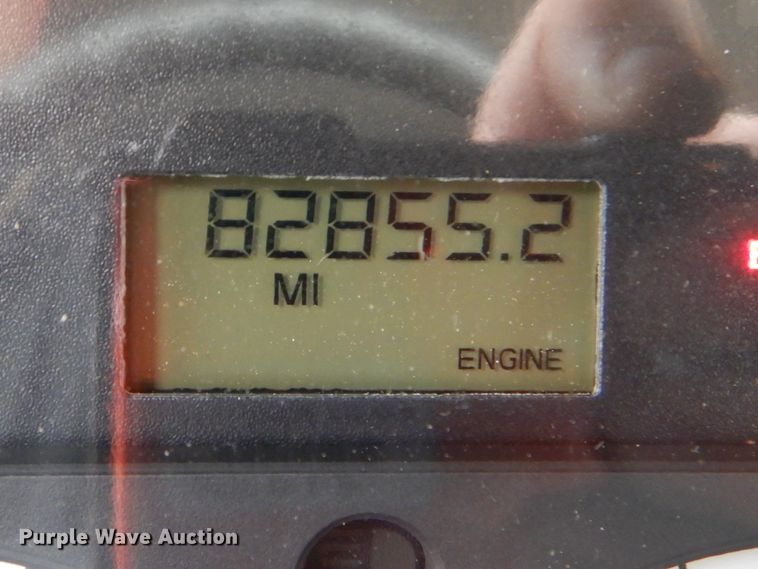 82855.2
MI
ENGINE
Purple Wave Auction